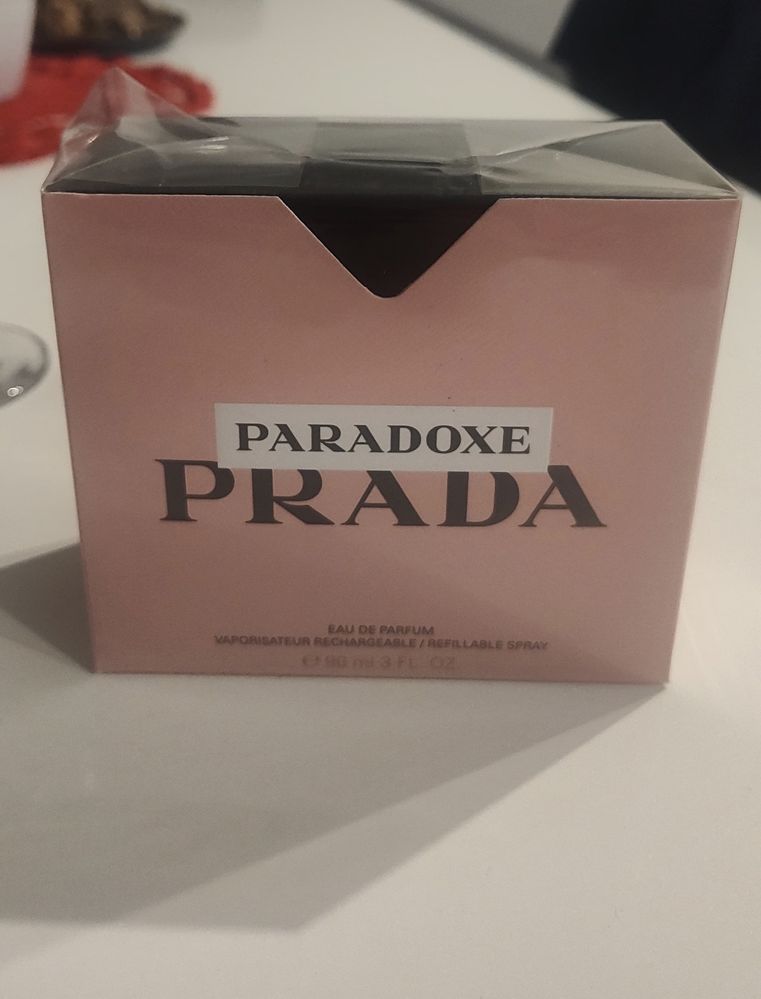 PARADOXE
PRADA
EAU DE PARFUM
VAPORISATEUR RECHARGEABLE / REFILLABLE SPRAY
℮ 90 ml 3 FL. OZ